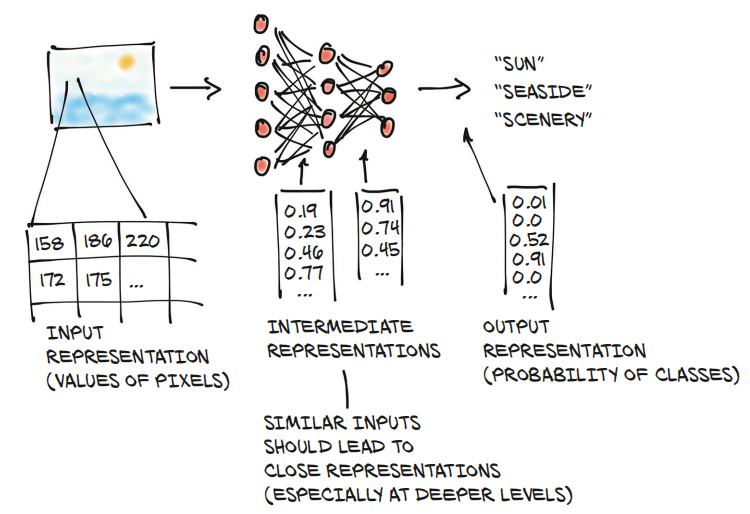 "SUN"
"SEASIDE"
"SCENERY"
158 186 220
172 175 ...
0.19
0.23
0.46
0.77
...
0.91
0.74
0.45
...
0.01
0.0
0.52
0.91
0.0
...
INPUT
REPRESENTATION
(VALUES OF PIXELS)
INTERMEDIATE
REPRESENTATIONS
OUTPUT
REPRESENTATION
(PROBABILITY OF CLASSES)
SIMILAR INPUTS
SHOULD LEAD TO
CLOSE REPRESENTATIONS
(ESPECIALLY AT DEEPER LEVELS)